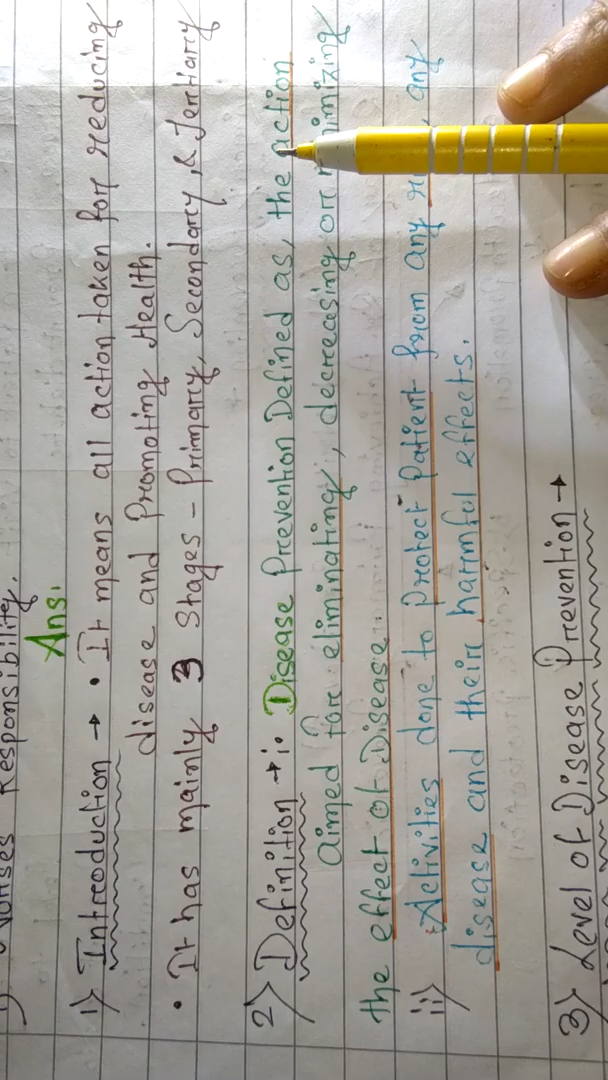 Nurses Responsibility.
Ans:
1) Introduction → • It means all action taken for reducing
disease and Promoting Health.
• It has mainly 3 Stages - Primary, Secondary & Tertiary
2) Definition → i. Disease Prevention Defined as, the action
aimed for eliminating, decreasing or minimizing
the effect of Disease.
ii) Activities done to protect Patient from any, any
disease and their harmful effects.
3) Level of Disease Prevention →